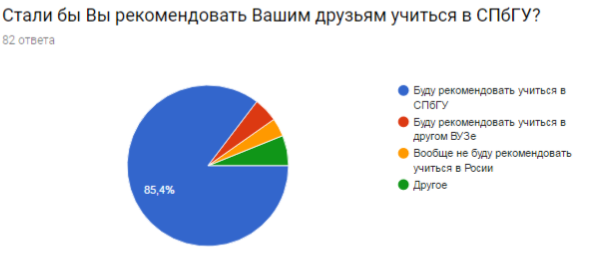 Стали бы Вы рекомендовать Вашим друзьям учиться в СПбГУ?
82 ответа
Буду рекомендовать учиться в
СПбГУ
Буду рекомендовать учиться в
другом ВУЗе
Вообще не буду рекомендовать
учиться в Росии
Другое
85,4%